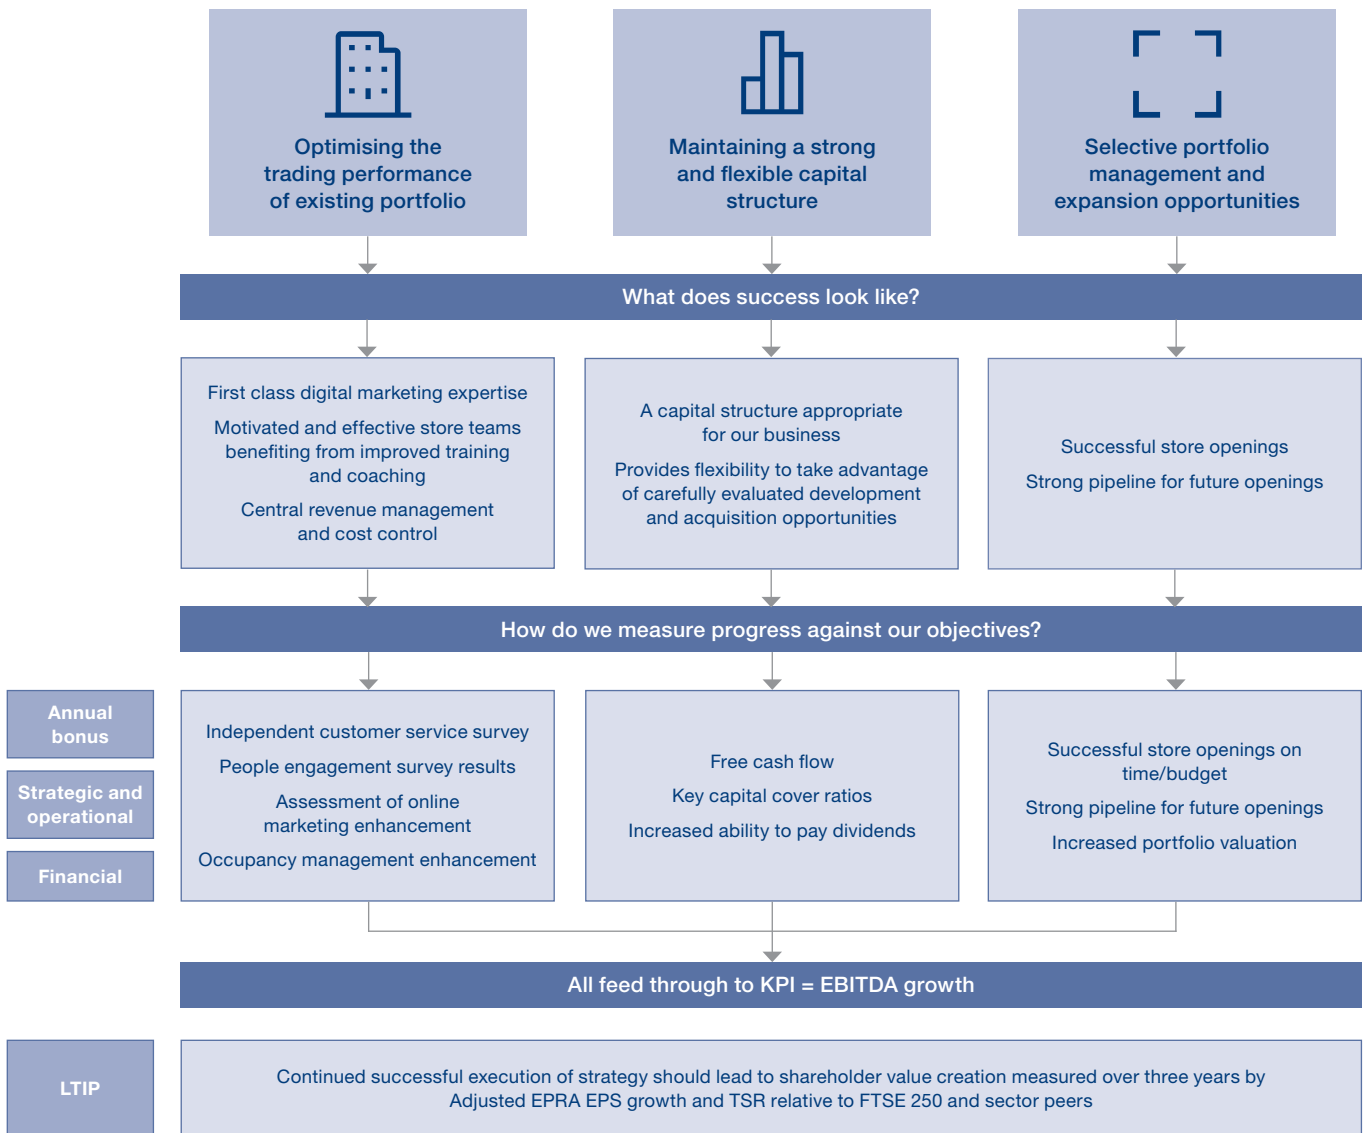 Optimising the
trading performance
of existing portfolio
Maintaining a strong
and flexible capital
structure
Selective portfolio
management and
expansion opportunities
What does success look like?
First class digital marketing expertise
Motivated and effective store teams
benefiting from improved training
and coaching
Central revenue management
and cost control
A capital structure appropriate
for our business
Provides flexibility to take advantage
of carefully evaluated development
and acquisition opportunities
Successful store openings
Strong pipeline for future openings
How do we measure progress against our objectives?
Annual
bonus
Strategic and
operational
Financial
Independent customer service survey
People engagement survey results
Assessment of online
marketing enhancement
Occupancy management enhancement
Free cash flow
Key capital cover ratios
Increased ability to pay dividends
Successful store openings on
time/budget
Strong pipeline for future openings
Increased portfolio valuation
All feed through to KPI = EBITDA growth
LTIP
Continued successful execution of strategy should lead to shareholder value creation measured over three years by
Adjusted EPRA EPS growth and TSR relative to FTSE 250 and sector peers